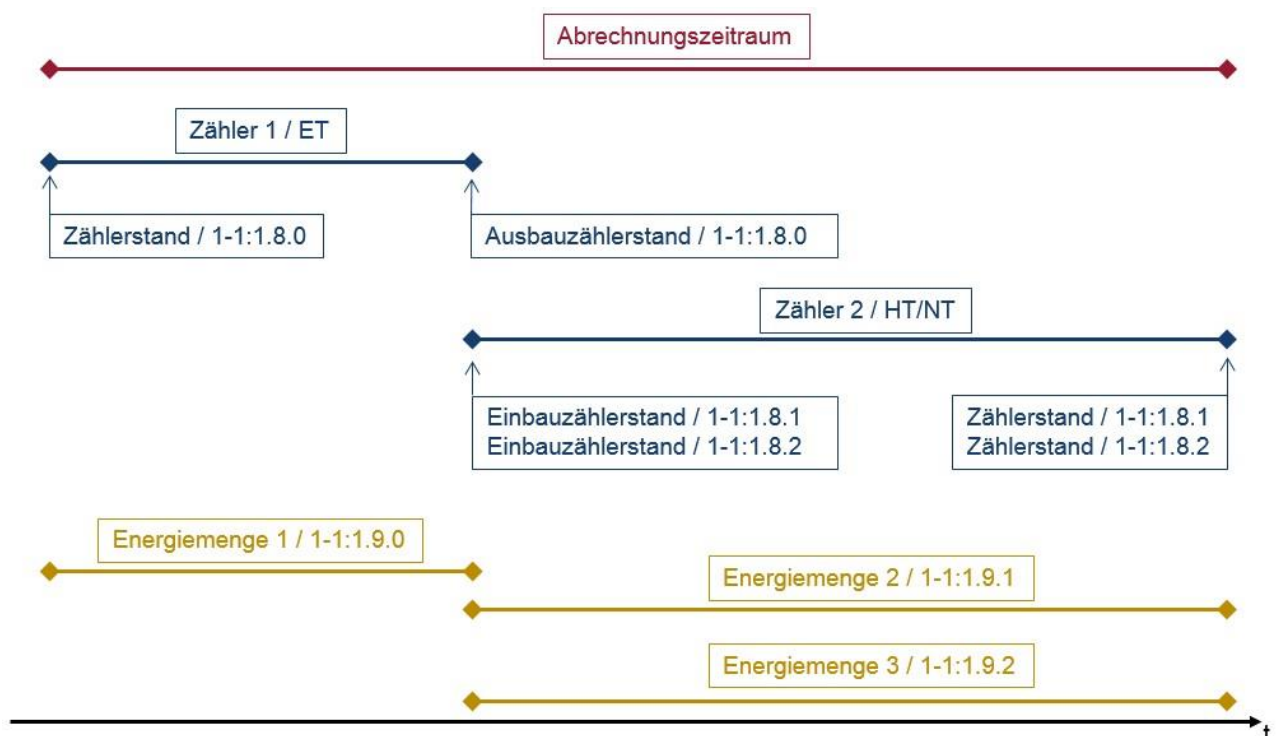 Abrechnungszeitraum
Zähler 1 / ET
Zählerstand / 1-1:1.8.0
Ausbauzählerstand / 1-1:1.8.0
Zähler 2 / HT/NT
Einbauzählerstand / 1-1:1.8.1
Einbauzählerstand / 1-1:1.8.2
Zählerstand / 1-1:1.8.1
Zählerstand / 1-1:1.8.2
Energiemenge 1 / 1-1:1.9.0
Energiemenge 2 / 1-1:1.9.1
Energiemenge 3 / 1-1:1.9.2
t